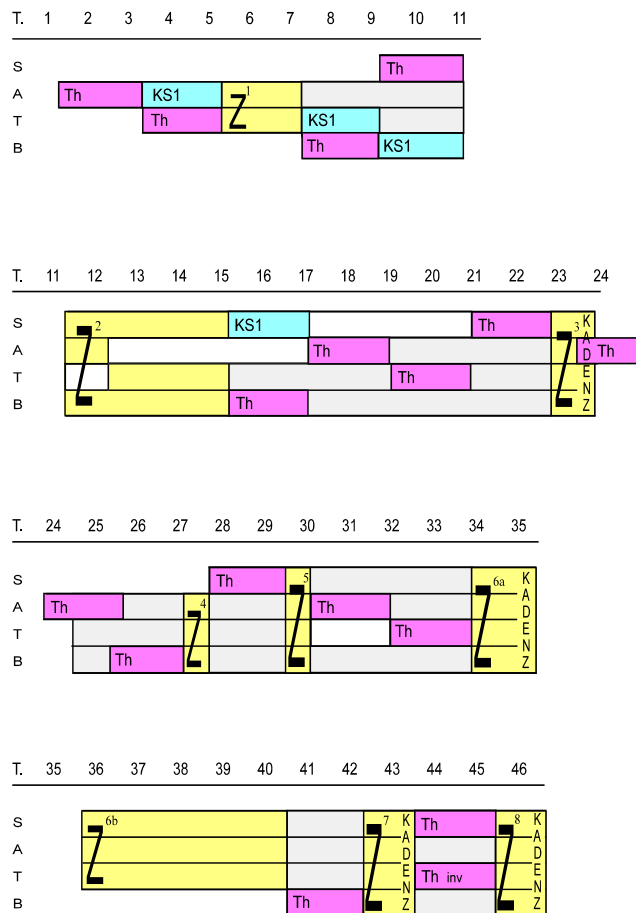 T. 1 2 3 4 5 6 7 8 9 10 11
S Th
A Th KS1 1
T Th KS1
B Th KS1
T. 11 12 13 14 15 16 17 18 19 20 21 22 23 24
S 2 KS1 Th 3 K
A Th A Th
T Th D E
B Th N Z
T. 24 25 26 27 28 29 30 31 32 33 34 35
S Th 5 6a K
A Th 4 Th A
T Th D E
B Th N Z
T. 35 36 37 38 39 40 41 42 43 44 45 46
S 6b 7 K Th 8 K
A A D A D
T E Th inv E
B Th N Z N Z